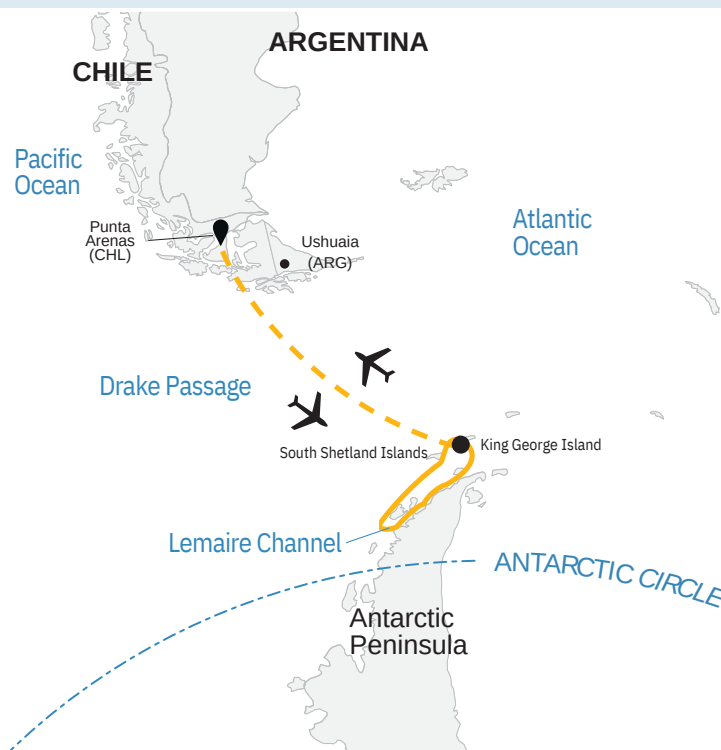 ARGENTINA
CHILE
Pacific
Ocean
Punta
Arenas
(CHL)
Ushuaia
(ARG)
Atlantic
Ocean
Drake Passage
South Shetland Islands
King George Island
Lemaire Channel
ANTARCTIC CIRCLE
Antarctic
Peninsula